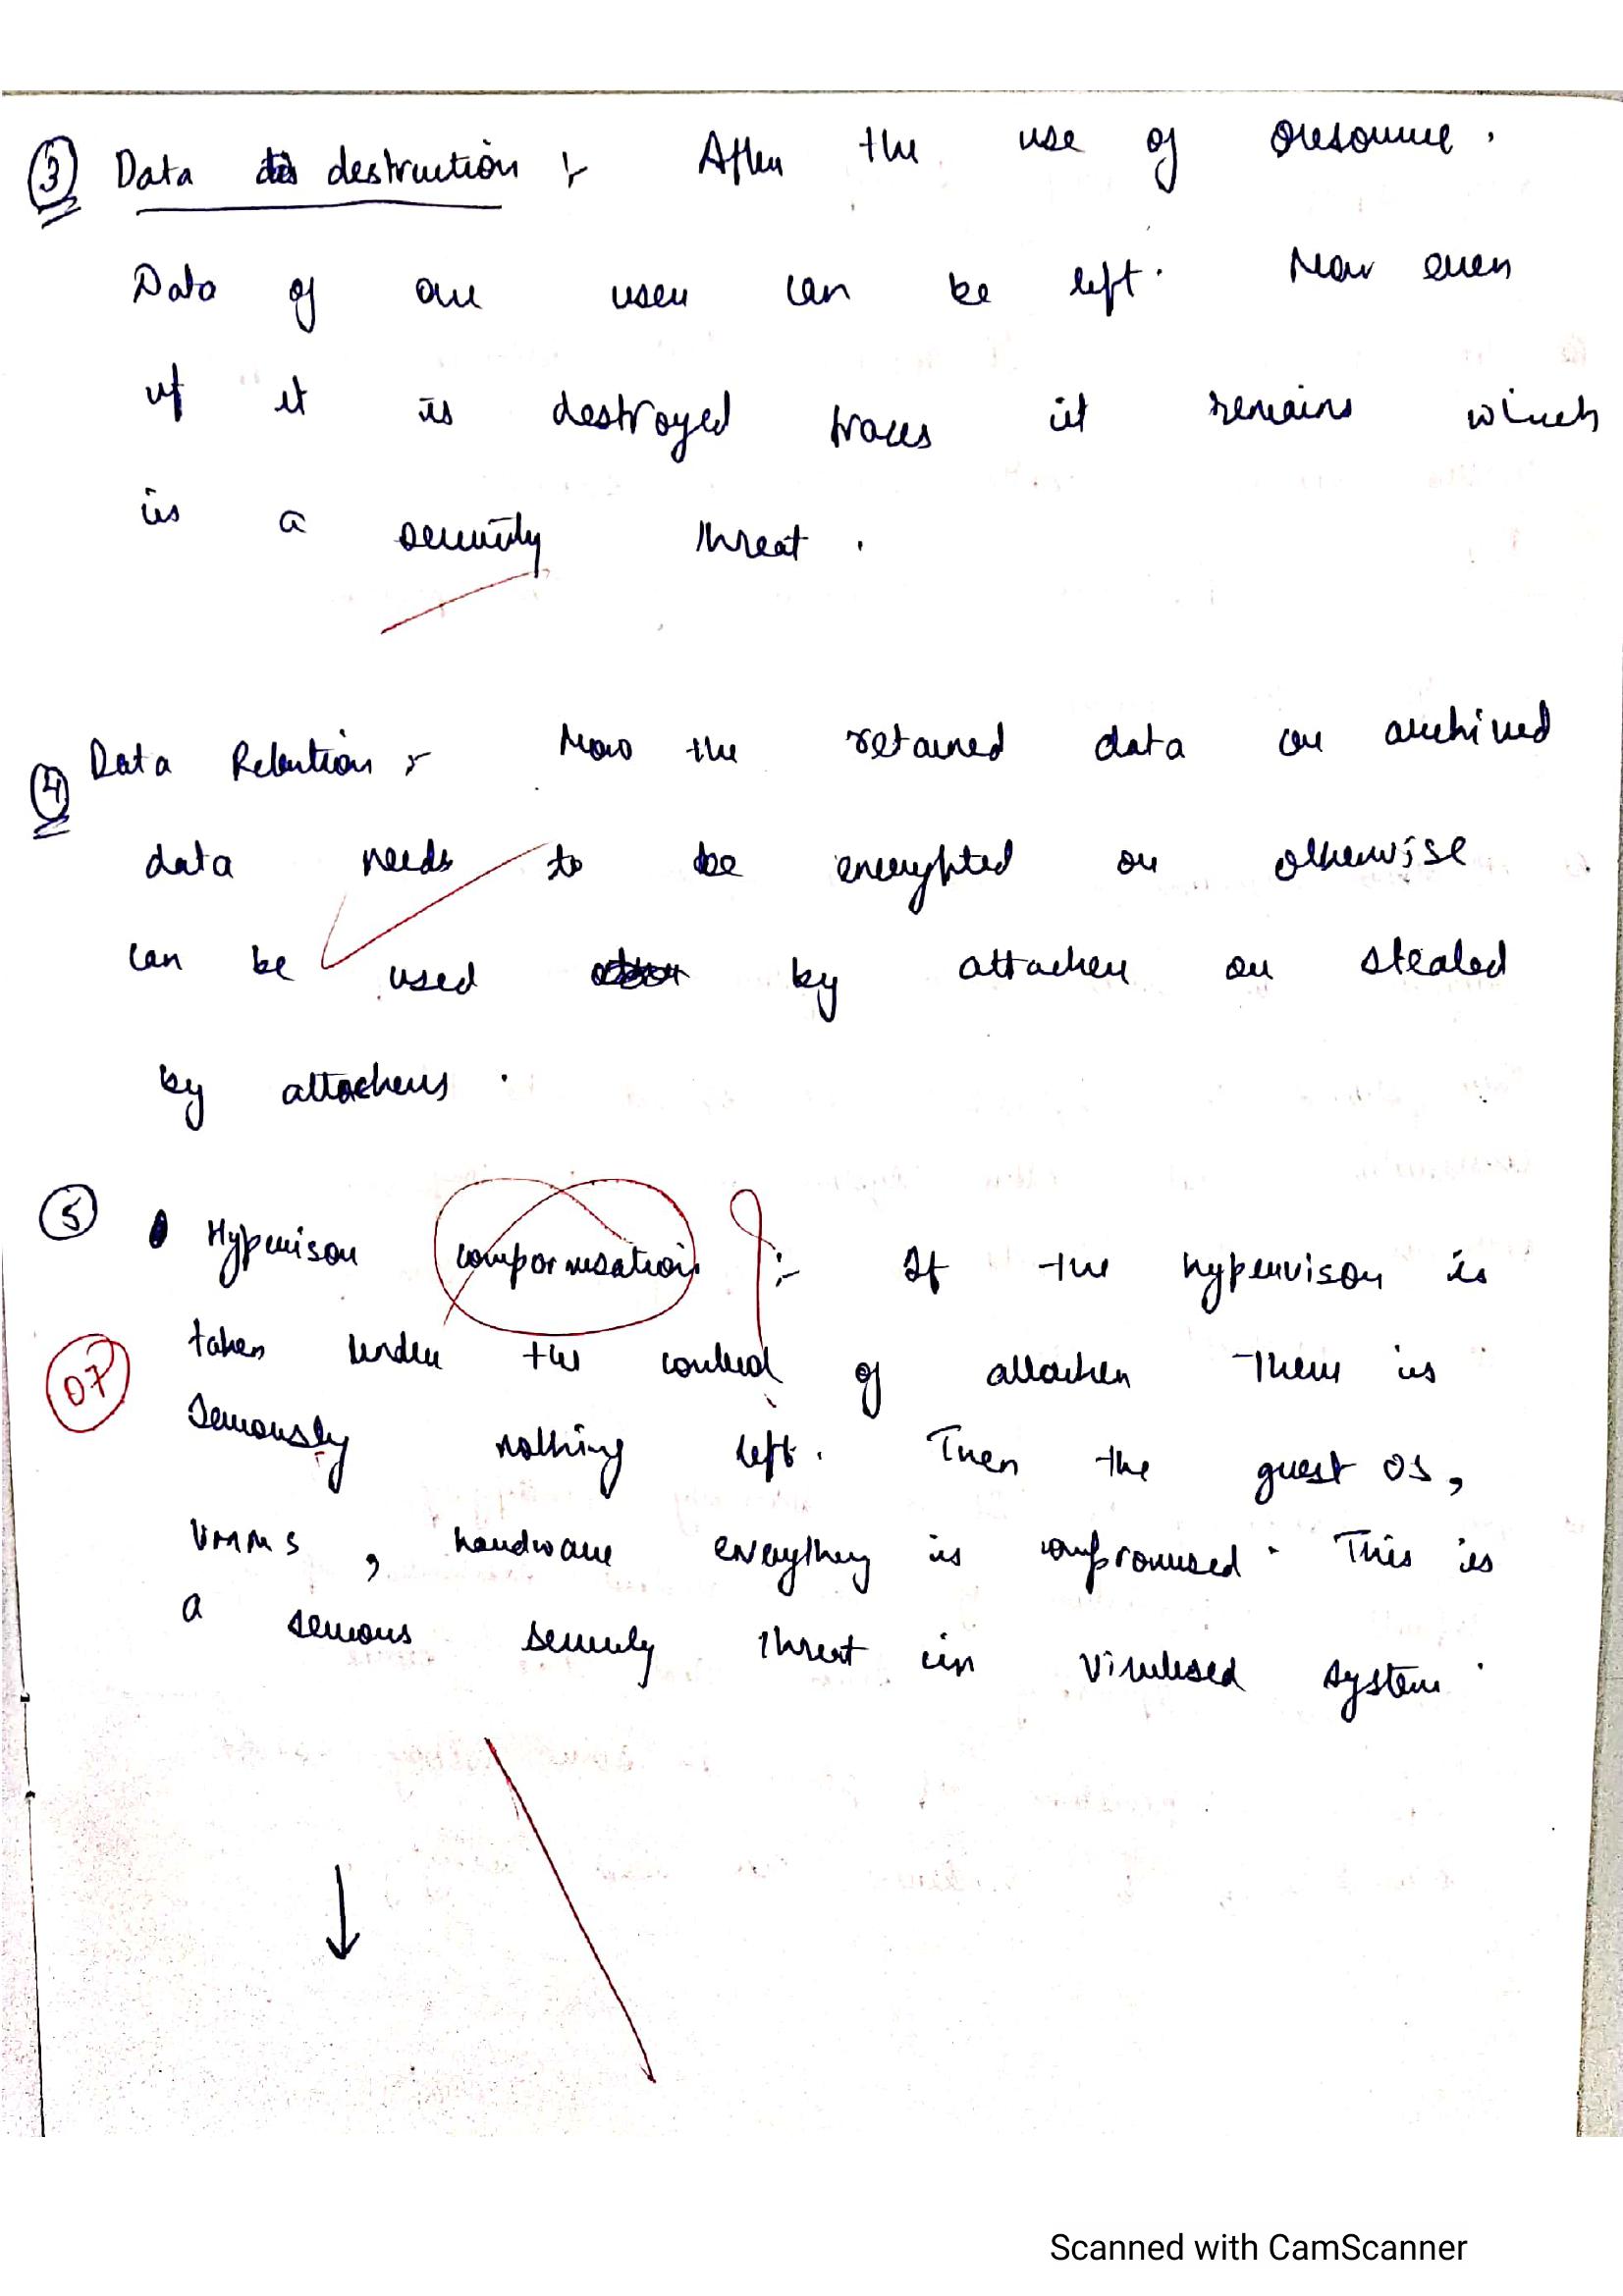 ③ Data destruction :- After the use of resource.
Data of one user can be left. Now even
if it is destroyed traces it remains which
is a security threat.
④ Data Retention :- Now the retained data or archived
data needs to be encrypted or otherwise
can be used by attacker or stealed
by attackers.
⑤ Hypervisor :- If the hypervisor is
taken under the control of attacker There is
07 Seriously nothing left. Then the guest OS,
VMMs, hardware everything is compromised. This is
a serious security threat in system.
Scanned with CamScanner